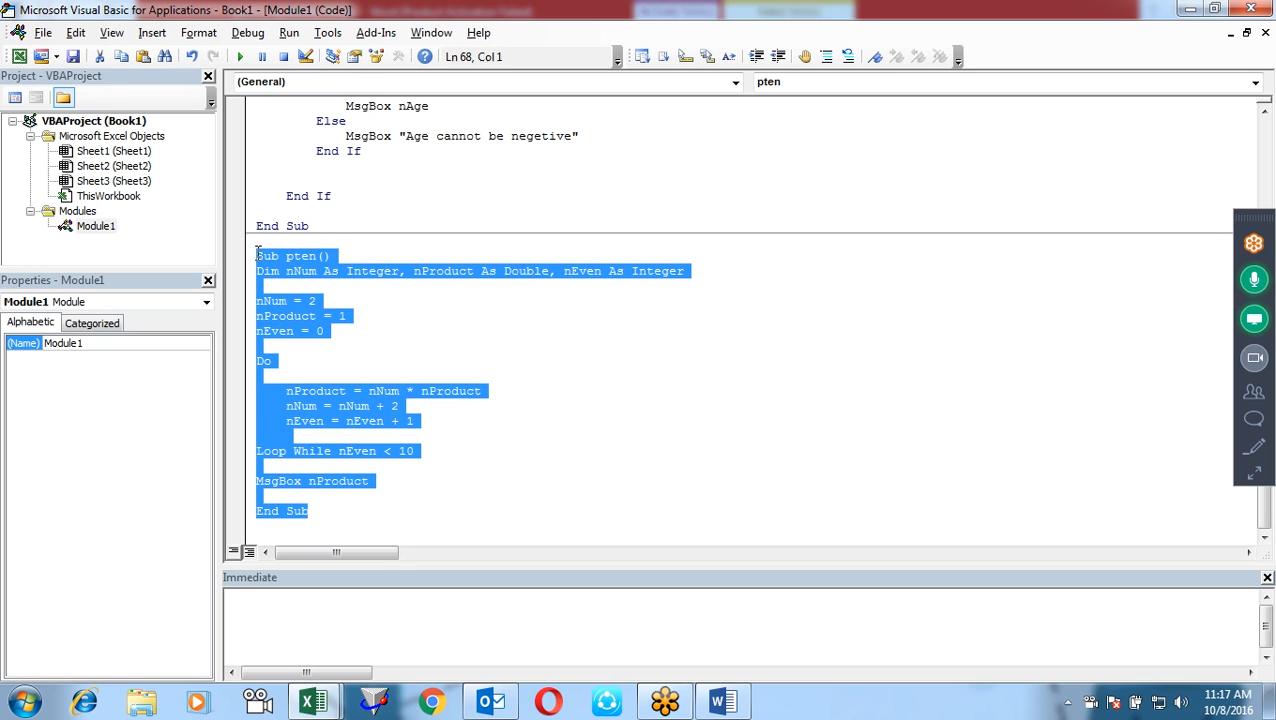 Microsoft Visual Basic for Applications - Book1 - [Module1 (Code)]
File Edit View Insert Format Debug Run Tools Add-Ins Window Help
Ln 68, Col 1
Project - VBAProject
(General)
pten
VBAProject (Book1)
Microsoft Excel Objects
Sheet1 (Sheet1)
Sheet2 (Sheet2)
Sheet3 (Sheet3)
ThisWorkbook
Modules
Module1
Properties - Module1
Module1 Module
Alphabetic Categorized
(Name) Module1
MsgBox nAge
Else
MsgBox "Age cannot be negetive"
End If
End If
End Sub
Sub pten()
Dim nNum As Integer, nProduct As Double, nEven As Integer
nNum = 2
nProduct = 1
nEven = 0
Do
nProduct = nNum * nProduct
nNum = nNum + 2
nEven = nEven + 1
Loop While nEven < 10
MsgBox nProduct
End Sub
Immediate
11:17 AM
10/8/2016